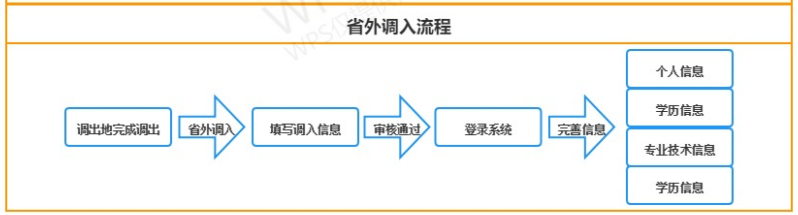 省外调入流程
个人信息
学历信息
调出地完成调出
省外调入
填写调入信息
审核通过
登录系统
完善信息
专业技术信息
学历信息